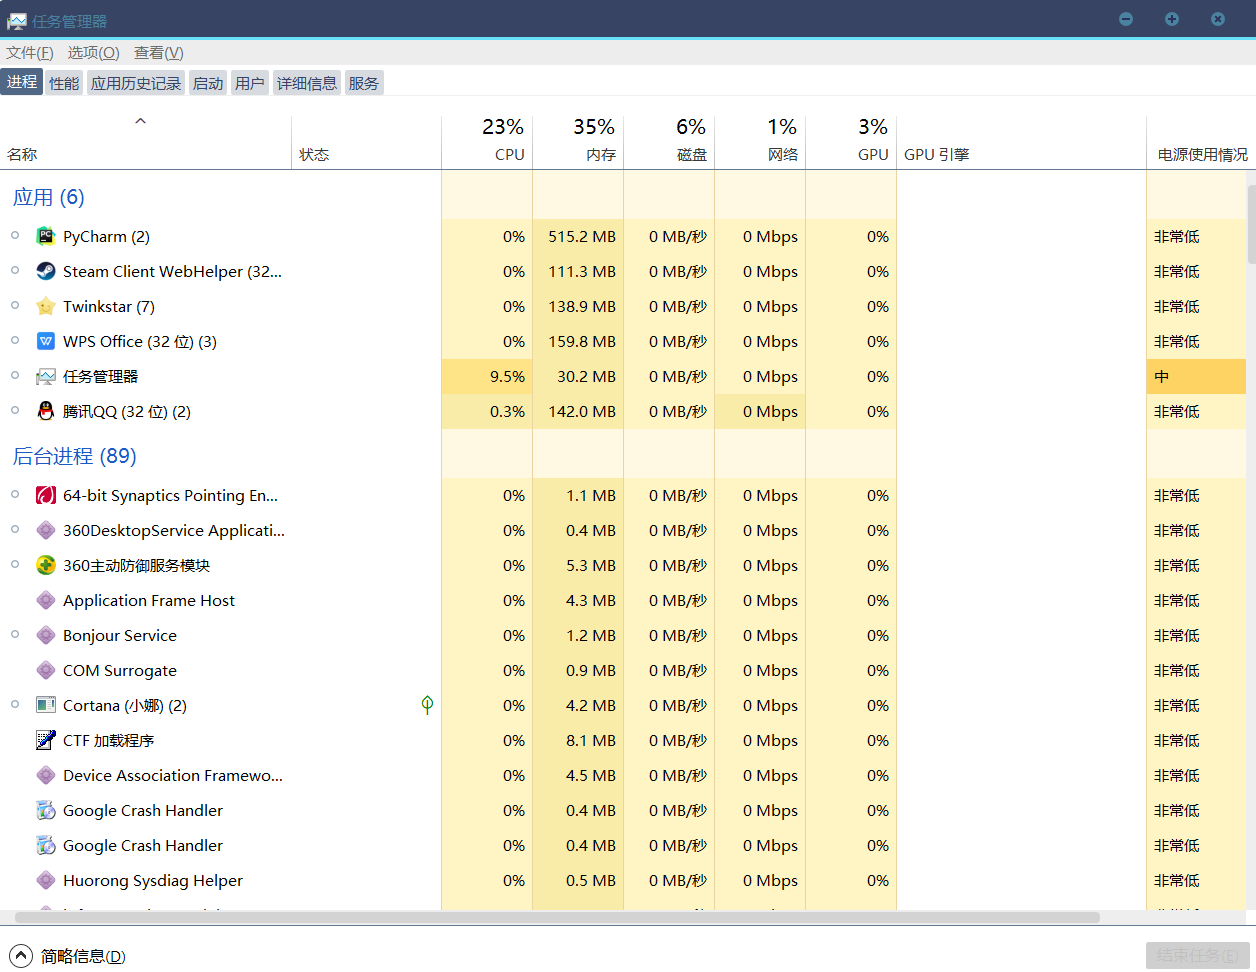 任务管理器
文件(F) 选项(O) 查看(V)
进程 性能 应用历史记录 启动 用户 详细信息 服务
23% 35% 6% 1% 3%
名称 状态 CPU 内存 磁盘 网络 GPU GPU 引擎 电源使用情况
应用 (6)
PyCharm (2) 0% 515.2 MB 0 MB/秒 0 Mbps 0% 非常低
Steam Client WebHelper (32... 0% 111.3 MB 0 MB/秒 0 Mbps 0% 非常低
Twinkstar (7) 0% 138.9 MB 0 MB/秒 0 Mbps 0% 非常低
WPS Office (32 位) (3) 0% 159.8 MB 0 MB/秒 0 Mbps 0% 非常低
任务管理器 9.5% 30.2 MB 0 MB/秒 0 Mbps 0% 中
腾讯QQ (32 位) (2) 0.3% 142.0 MB 0 MB/秒 0 Mbps 0% 非常低
后台进程 (89)
64-bit Synaptics Pointing En... 0% 1.1 MB 0 MB/秒 0 Mbps 0% 非常低
360DesktopService Applicati... 0% 0.4 MB 0 MB/秒 0 Mbps 0% 非常低
360主动防御服务模块 0% 5.3 MB 0 MB/秒 0 Mbps 0% 非常低
Application Frame Host 0% 4.3 MB 0 MB/秒 0 Mbps 0% 非常低
Bonjour Service 0% 1.2 MB 0 MB/秒 0 Mbps 0% 非常低
COM Surrogate 0% 0.9 MB 0 MB/秒 0 Mbps 0% 非常低
Cortana (小娜) (2) 0% 4.2 MB 0 MB/秒 0 Mbps 0% 非常低
CTF 加载程序 0% 8.1 MB 0 MB/秒 0 Mbps 0% 非常低
Device Association Framewo... 0% 4.5 MB 0 MB/秒 0 Mbps 0% 非常低
Google Crash Handler 0% 0.4 MB 0 MB/秒 0 Mbps 0% 非常低
Google Crash Handler 0% 0.4 MB 0 MB/秒 0 Mbps 0% 非常低
Huorong Sysdiag Helper 0% 0.5 MB 0 MB/秒 0 Mbps 0% 非常低
简略信息(D) 结束任务(E)